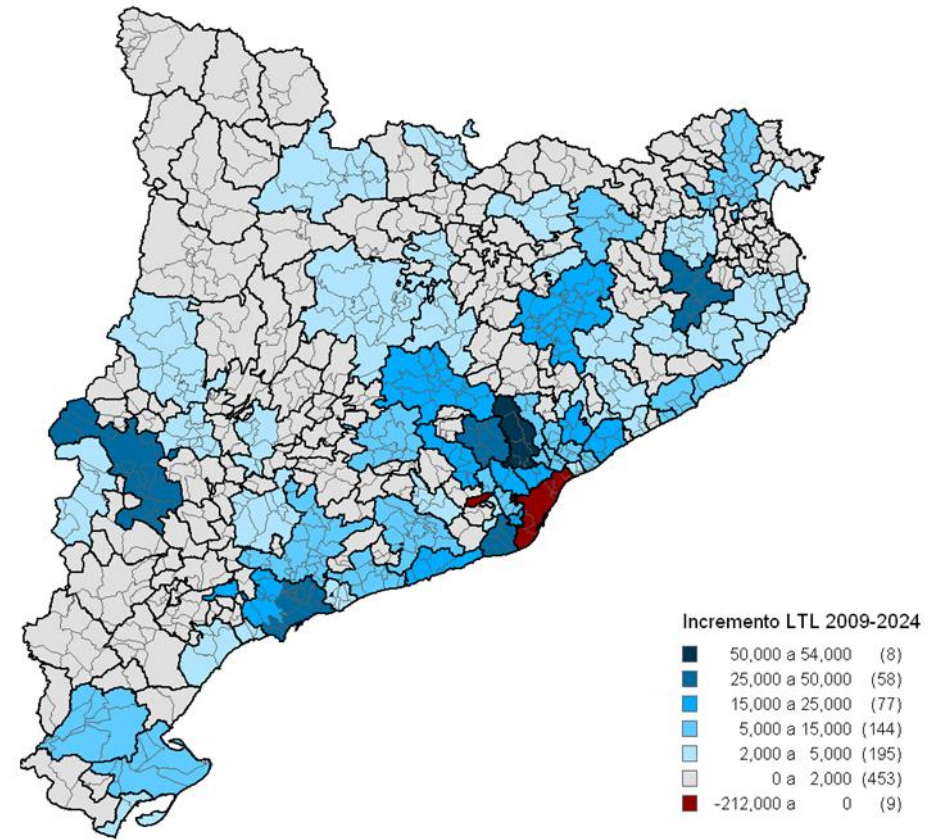 Incremento LTL 2009-2024
50,000 a 54,000 (8)
25,000 a 50,000 (58)
15,000 a 25,000 (77)
5,000 a 15,000 (144)
2,000 a 5,000 (195)
0 a 2,000 (453)
-212,000 a 0 (9)